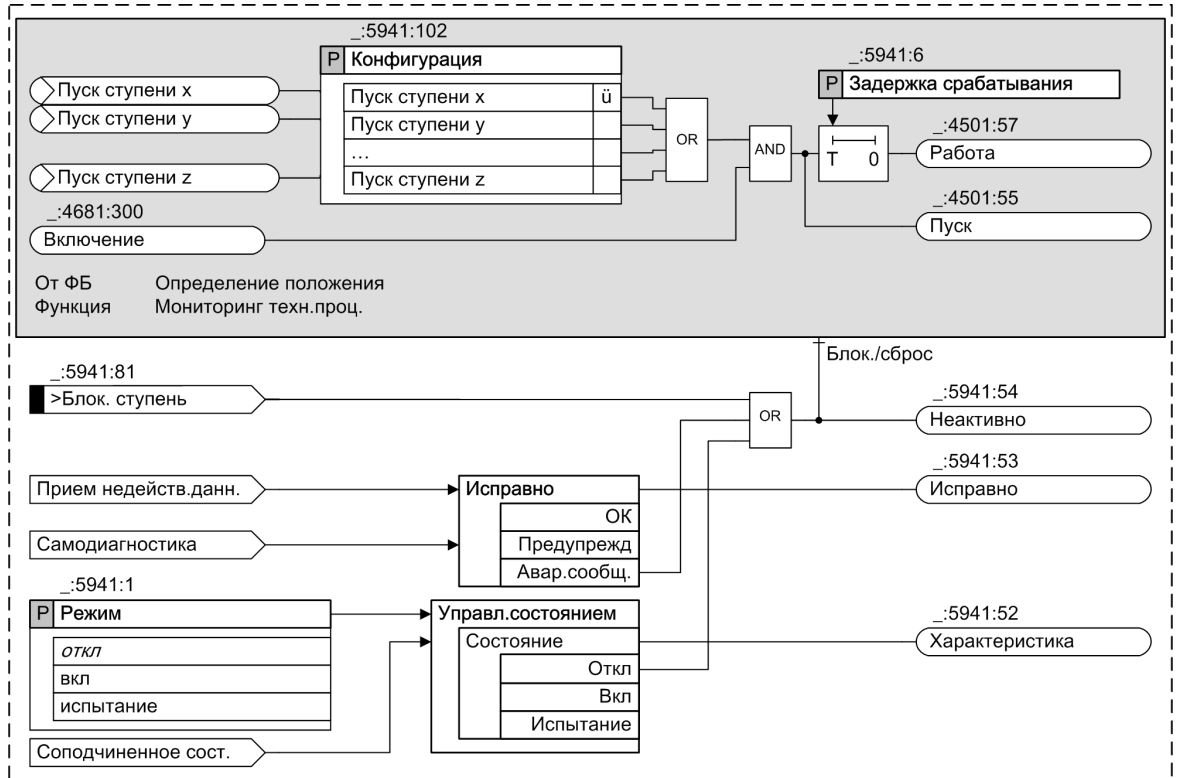 _:5941:102
P Конфигурация
_:5941:6
P Задержка срабатывания
Пуск ступени x
Пуск ступени y
Пуск ступени z
Пуск ступени x ü
Пуск ступени y
...
Пуск ступени z
OR
AND
T 0
_:4501:57
Работа
_:4501:55
Пуск
_:4681:300
Включение
От ФБ Определение положения
Функция Мониторинг техн.проц.
Блок./сброс
_:5941:81
>Блок. ступень
OR
_:5941:54
Неактивно
_:5941:53
Исправно
Прием недейств.данн.
Самодиагностика
Исправно
ОК
Предупрежд
Авар.сообщ.
_:5941:1
P Режим
откл
вкл
испытание
Соподчиненное сост.
Управл.состоянием
Состояние
Откл
Вкл
Испытание
_:5941:52
Характеристика